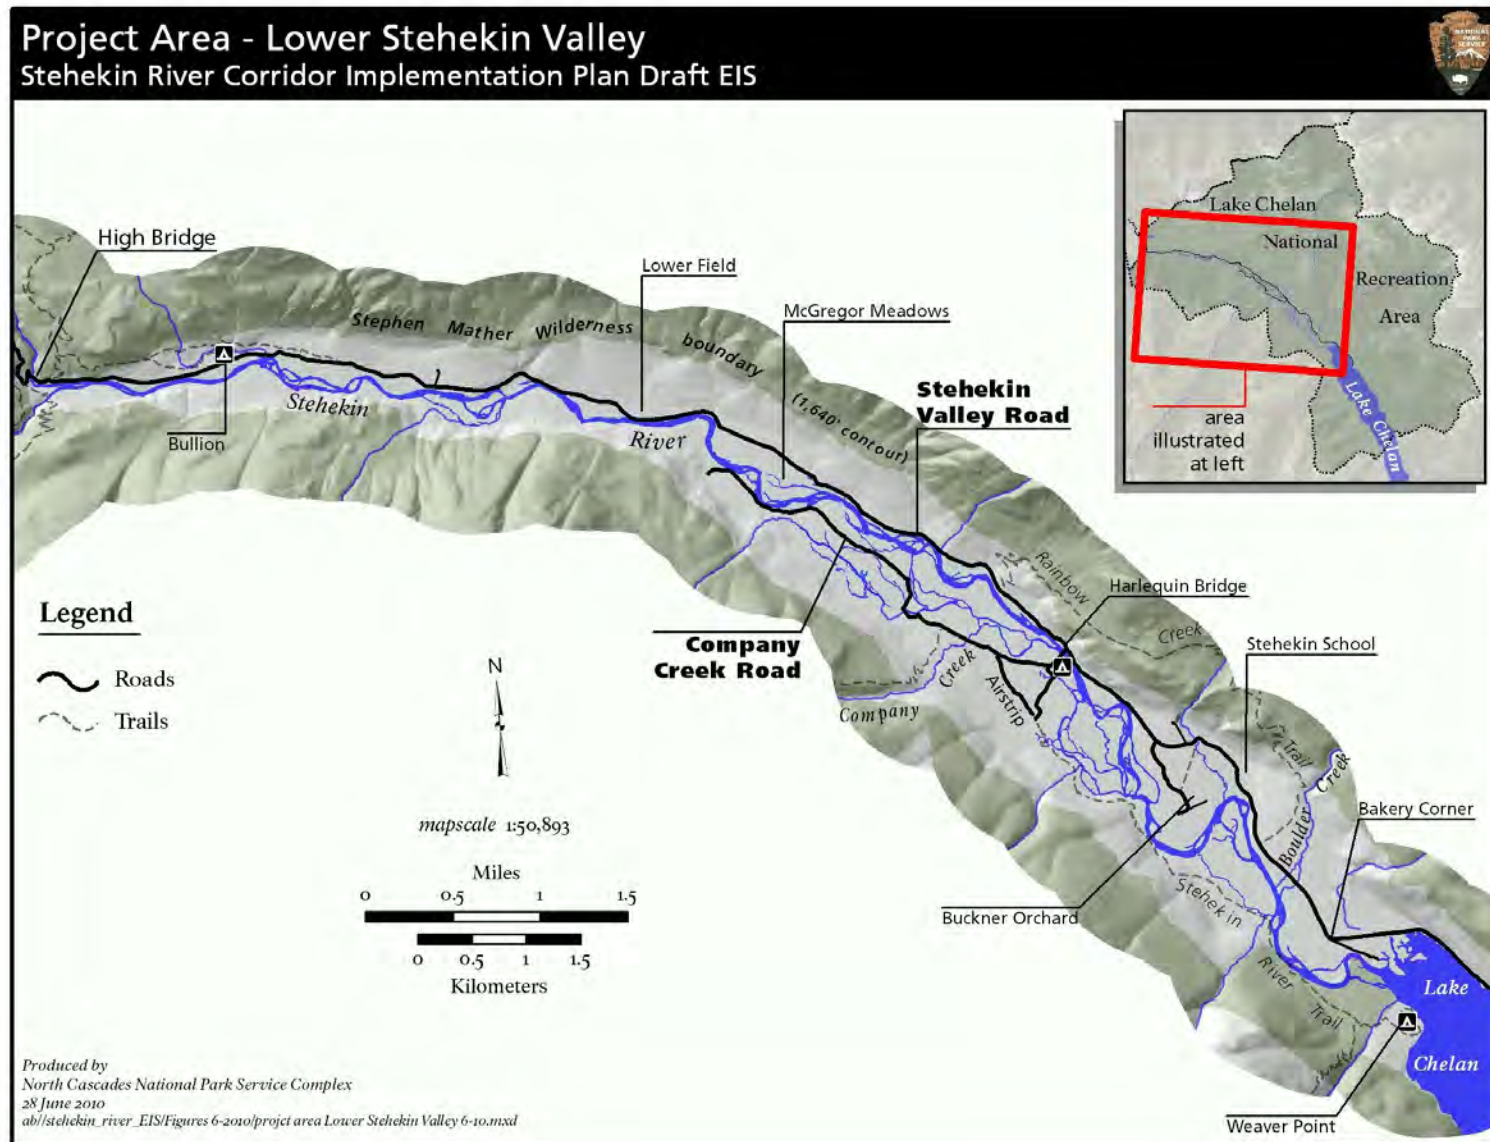 Project Area - Lower Stehekin Valley
Stehekin River Corridor Implementation Plan Draft EIS
NATIONAL
PARK
SERVICE
Lake Chelan
National
Recreation
Area
Lake Chelan
area
illustrated
at left
High Bridge
Lower Field
McGregor Meadows
Stephen Mather Wilderness boundary
(1,640' contour)
Stehekin
Valley Road
Bullion
Stehekin
River
Rainbow
Creek
Trail
Harlequin Bridge
Stehekin School
Company
Creek Road
Company
Creek
Airstrip
Boulder
Creek
Bakery Corner
Buckner Orchard
Stehekin
River
Trail
Lake
Chelan
Weaver Point
Legend
Roads
Trails
N
mapscale 1:50,893
Miles
0 0.5 1 1.5
0 0.5 1 1.5
Kilometers
Produced by
North Cascades National Park Service Complex
28 June 2010
ab//stehekin_river_EIS/Figures 6-2010/projct area Lower Stehekin Valley 6-10.mxd